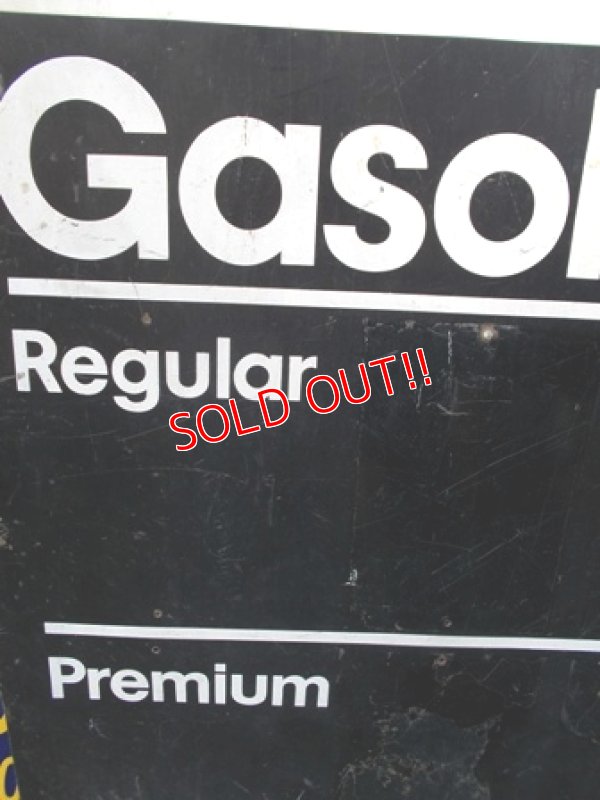 Gasol
Regular
SOLD OUT!!
Premium